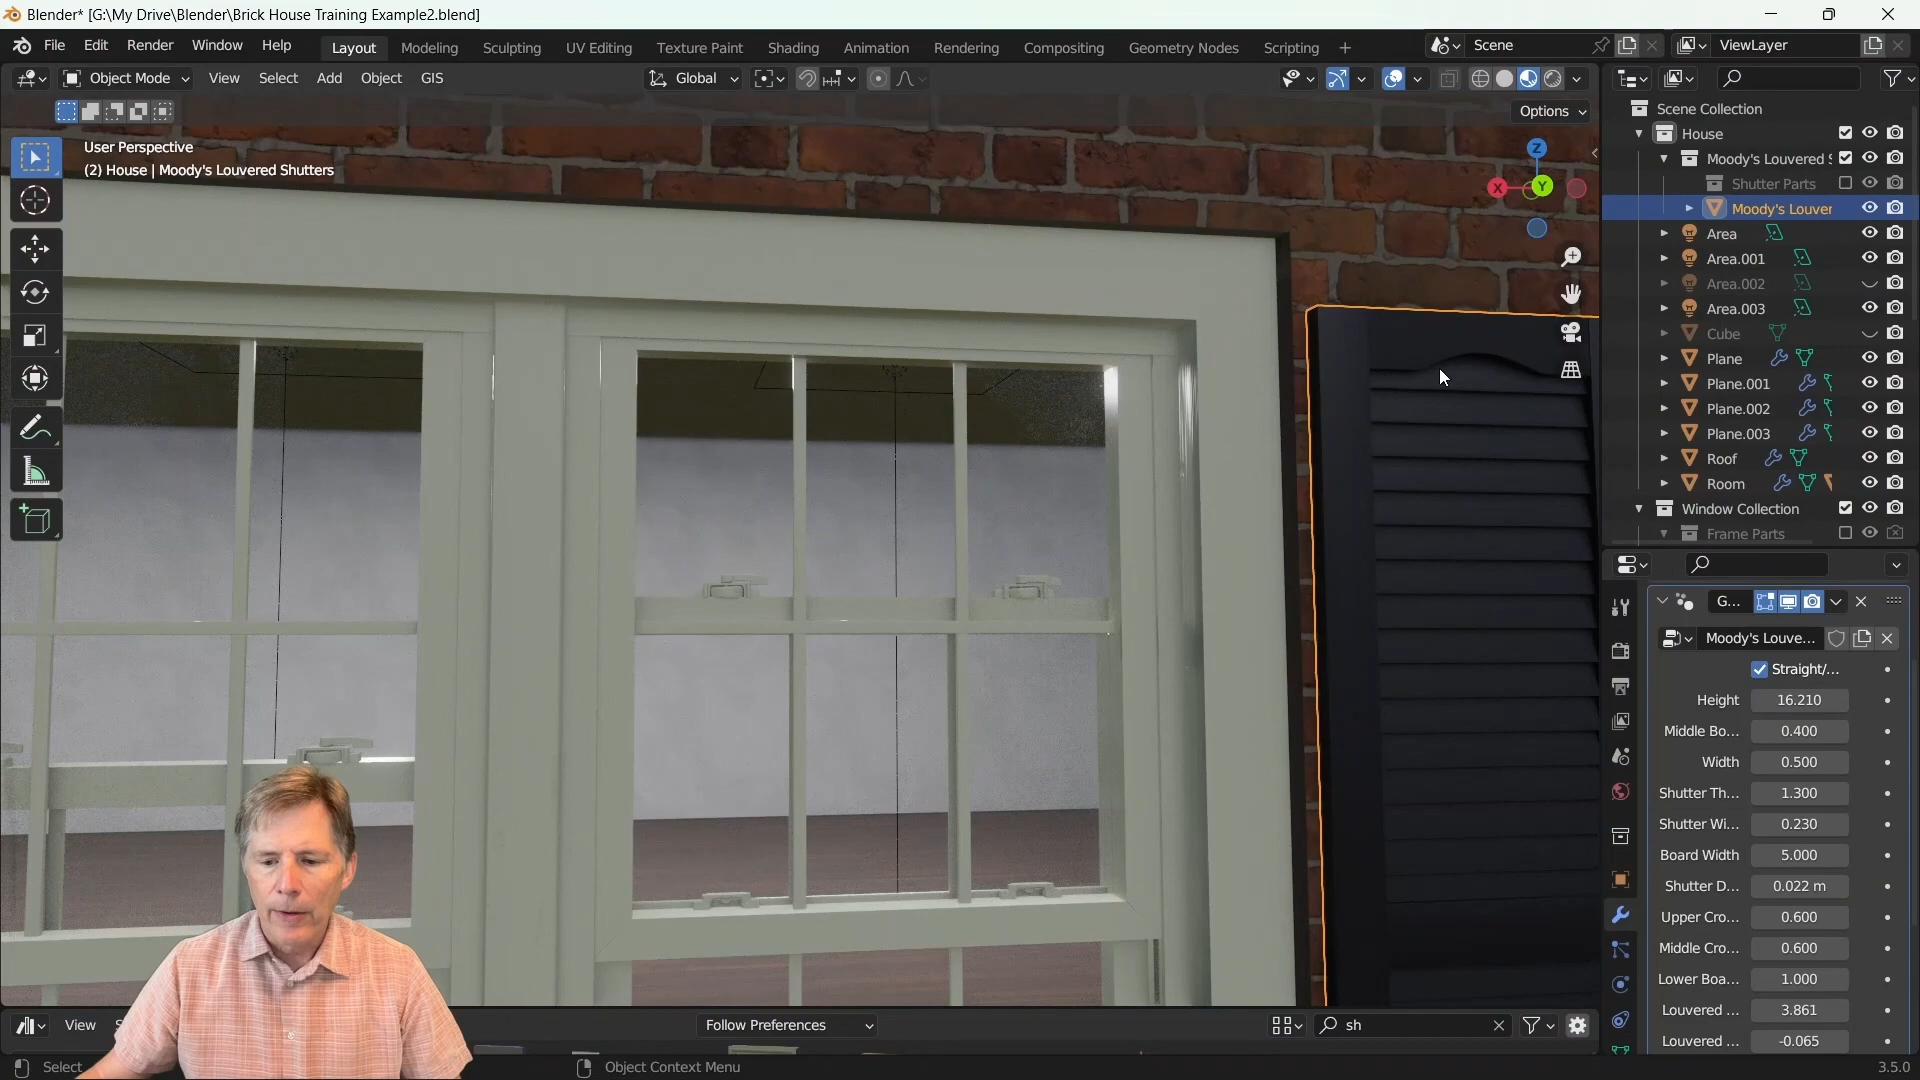 Blender* [G:\My Drive\Blender\Brick House Training Example2.blend]
File Edit Render Window Help
Layout Modeling Sculpting UV Editing Texture Paint Shading Animation Rendering Compositing Geometry Nodes Scripting +
Scene
ViewLayer
Object Mode View Select Add Object GIS
Global
Options
User Perspective
(2) House | Moody's Louvered Shutters
Z
X
Y
Scene Collection
House
Moody's Louvered S
Shutter Parts
Moody's Louver
Area
Area.001
Area.002
Area.003
Cube
Plane
Plane.001
Plane.002
Plane.003
Roof
Room
Window Collection
Frame Parts
G...
Moody's Louve...
Straight/...
Height 16.210
Middle Bo... 0.400
Width 0.500
Shutter Th... 1.300
Shutter Wi... 0.230
Board Width 5.000
Shutter D... 0.022 m
Upper Cro... 0.600
Middle Cro... 0.600
Lower Boa... 1.000
Louvered ... 3.861
Louvered ... -0.065
View
Follow Preferences
sh
Select
Object Context Menu
3.5.0